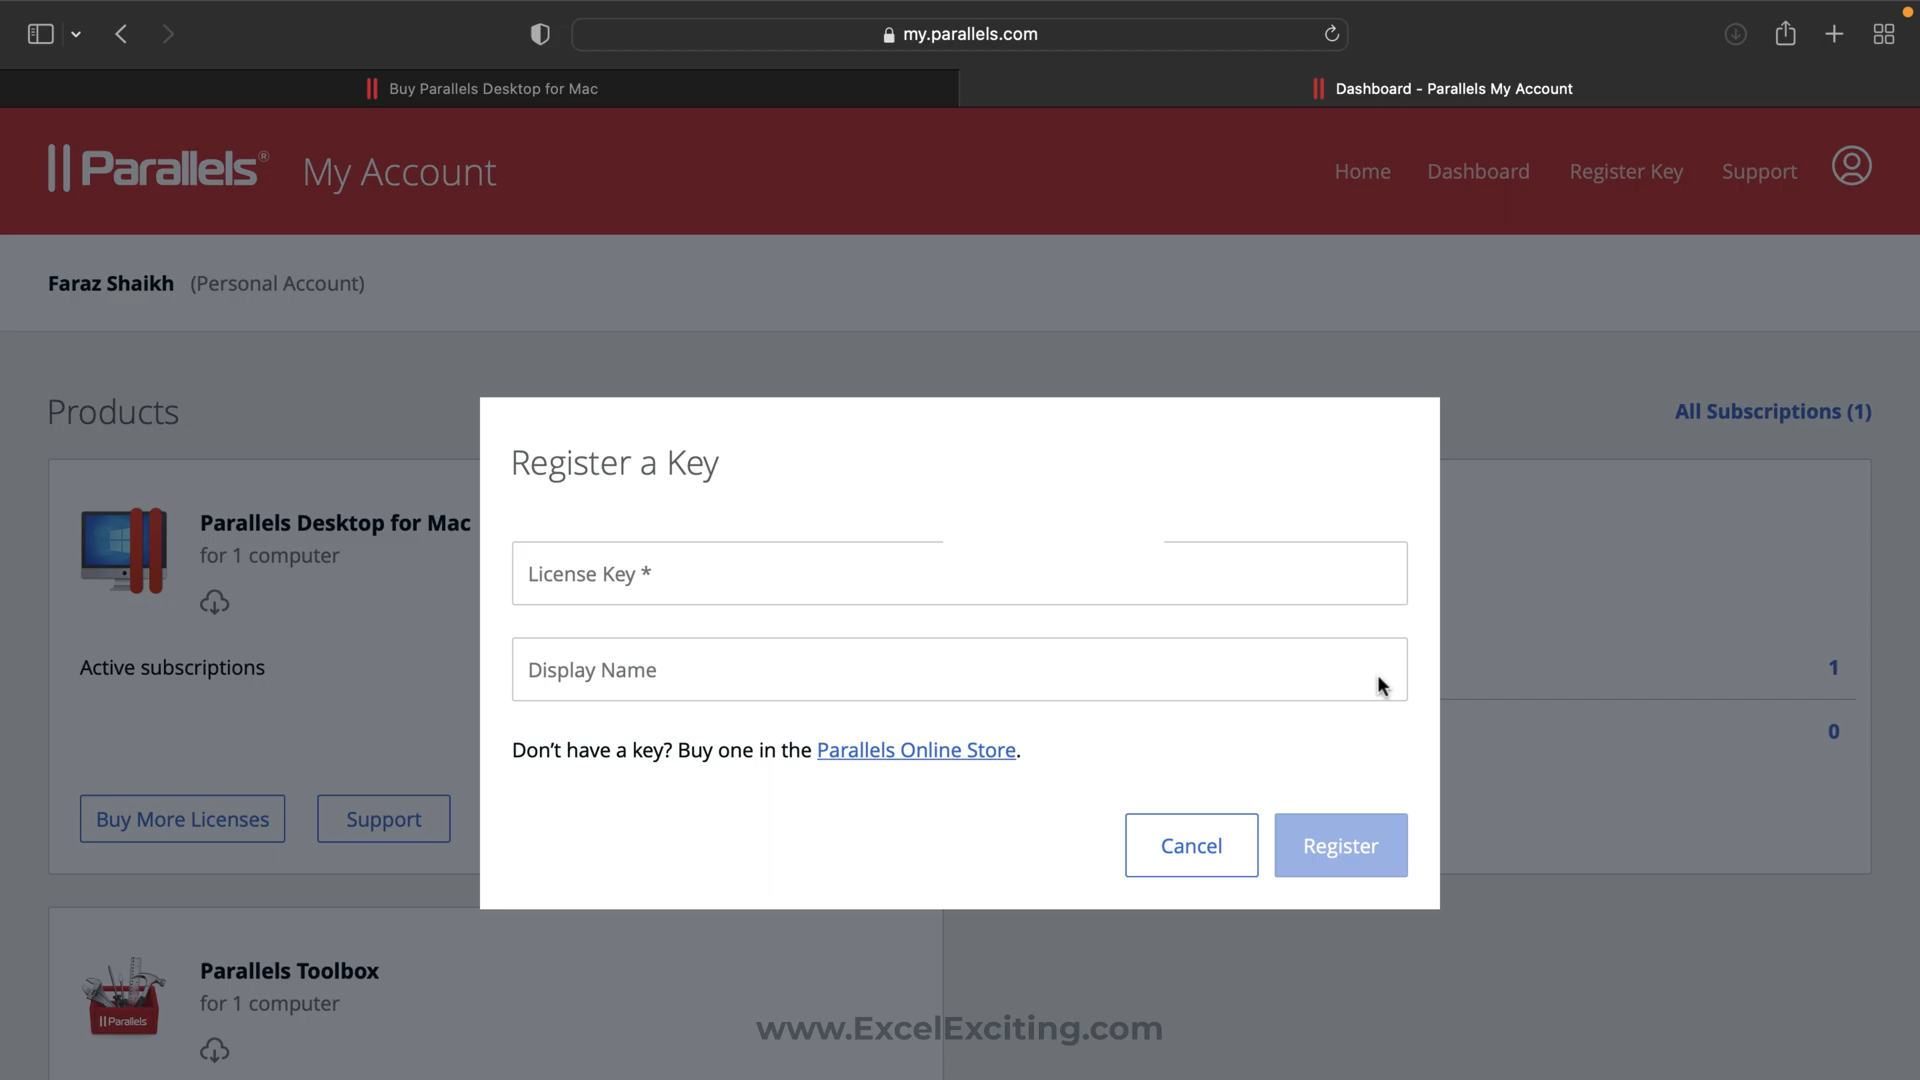 my.parallels.com
Buy Parallels Desktop for Mac
Dashboard - Parallels My Account
Parallels® My Account
Home Dashboard Register Key Support
Faraz Shaikh (Personal Account)
Products
All Subscriptions (1)
Parallels Desktop for Mac
for 1 computer
Active subscriptions
1
0
Buy More Licenses Support
Register a Key
License Key *
Display Name
Don't have a key? Buy one in the Parallels Online Store.
Cancel Register
Parallels Toolbox
for 1 computer
Parallels
www.ExcelExciting.com